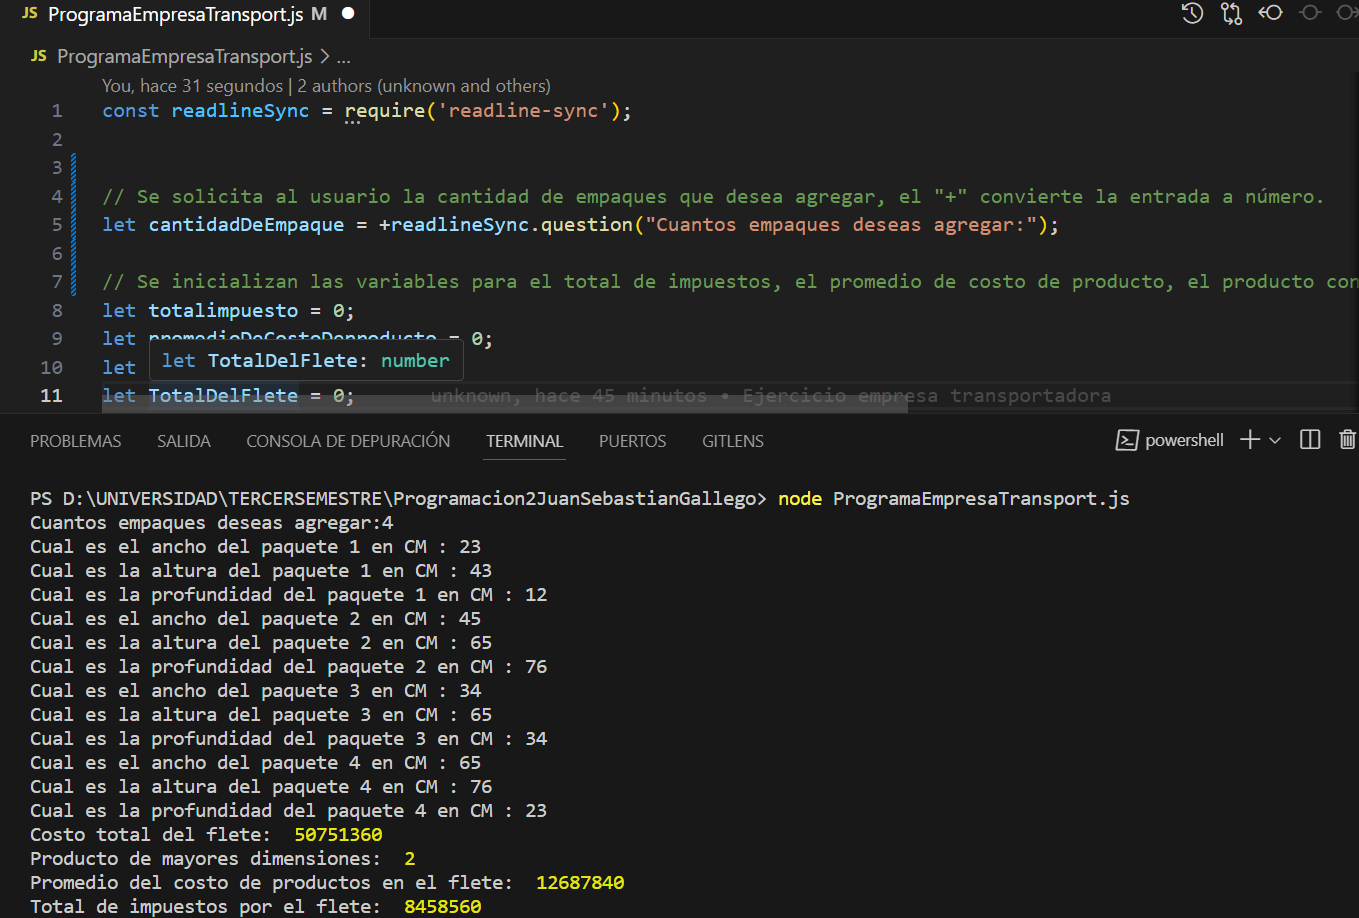 JS ProgramaEmpresaTransport.js M
JS ProgramaEmpresaTransport.js > ...
You, hace 31 segundos | 2 authors (unknown and others)
1 const readlineSync = require('readline-sync');
2
3
4 // Se solicita al usuario la cantidad de empaques que desea agregar, el "+" convierte la entrada a número.
5 let cantidadDeEmpaque = +readlineSync.question("Cuantos empaques deseas agregar:");
6
7 // Se inicializan las variables para el total de impuestos, el promedio de costo de producto, el producto con
8 let totalimpuesto = 0;
9 let promedioDeCostoDeproducto = 0;
let TotalDelFlete: number
10 let
11 let TotalDelFlete = 0; unknown, hace 45 minutos • Ejercicio empresa transportadora
PROBLEMAS SALIDA CONSOLA DE DEPURACIÓN TERMINAL PUERTOS GITLENS powershell
PS D:\UNIVERSIDAD\TERCERSEMESTRE\Programacion2JuanSebastianGallego> node ProgramaEmpresaTransport.js
Cuantos empaques deseas agregar:4
Cual es el ancho del paquete 1 en CM : 23
Cual es la altura del paquete 1 en CM : 43
Cual es la profundidad del paquete 1 en CM : 12
Cual es el ancho del paquete 2 en CM : 45
Cual es la altura del paquete 2 en CM : 65
Cual es la profundidad del paquete 2 en CM : 76
Cual es el ancho del paquete 3 en CM : 34
Cual es la altura del paquete 3 en CM : 65
Cual es la profundidad del paquete 3 en CM : 34
Cual es el ancho del paquete 4 en CM : 65
Cual es la altura del paquete 4 en CM : 76
Cual es la profundidad del paquete 4 en CM : 23
Costo total del flete: 50751360
Producto de mayores dimensiones: 2
Promedio del costo de productos en el flete: 12687840
Total de impuestos por el flete: 8458560